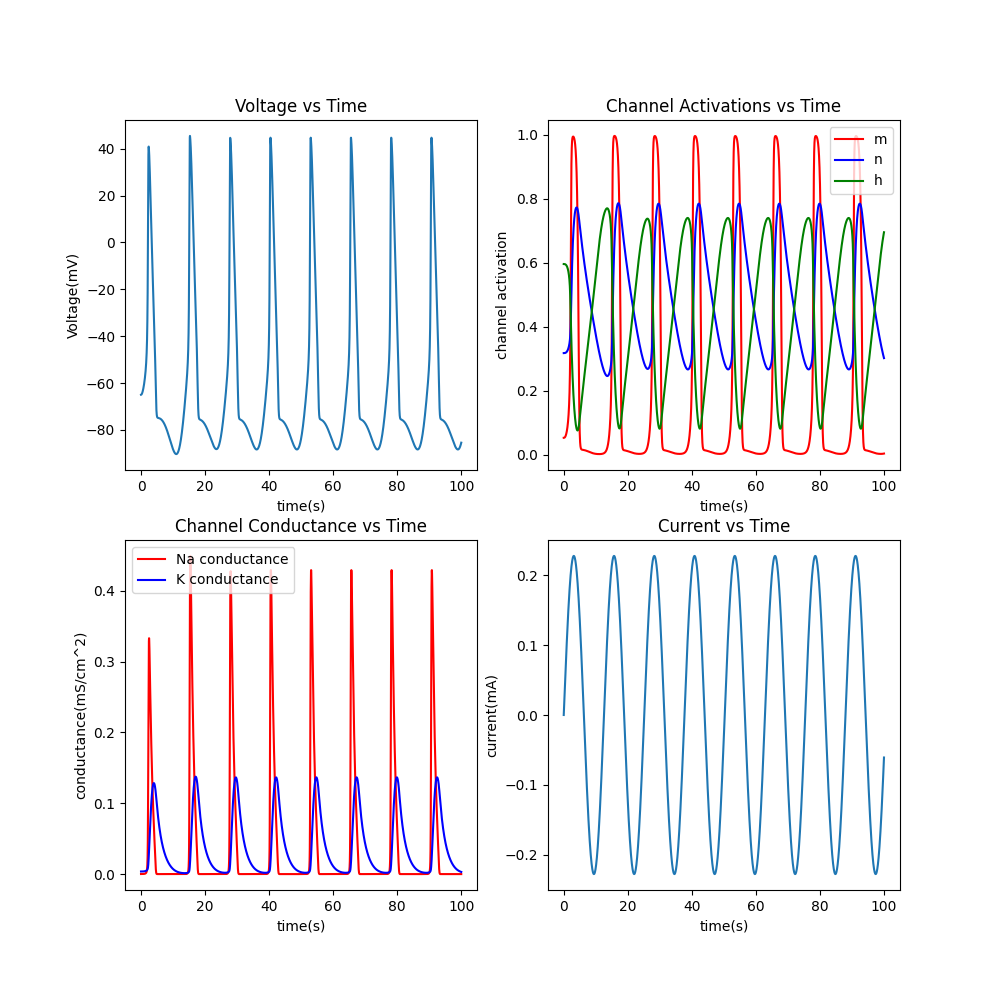 Voltage vs Time
Voltage(mV)
40
20
0
−20
−40
−60
−80
0 20 40 60 80 100
time(s)
Channel Activations vs Time
channel activation
1.0
0.8
0.6
0.4
0.2
0.0
m
n
h
0 20 40 60 80 100
time(s)
Channel Conductance vs Time
conductance(mS/cm^2)
0.4
0.3
0.2
0.1
0.0
Na conductance
K conductance
0 20 40 60 80 100
time(s)
Current vs Time
current(mA)
0.2
0.1
0.0
−0.1
−0.2
0 20 40 60 80 100
time(s)